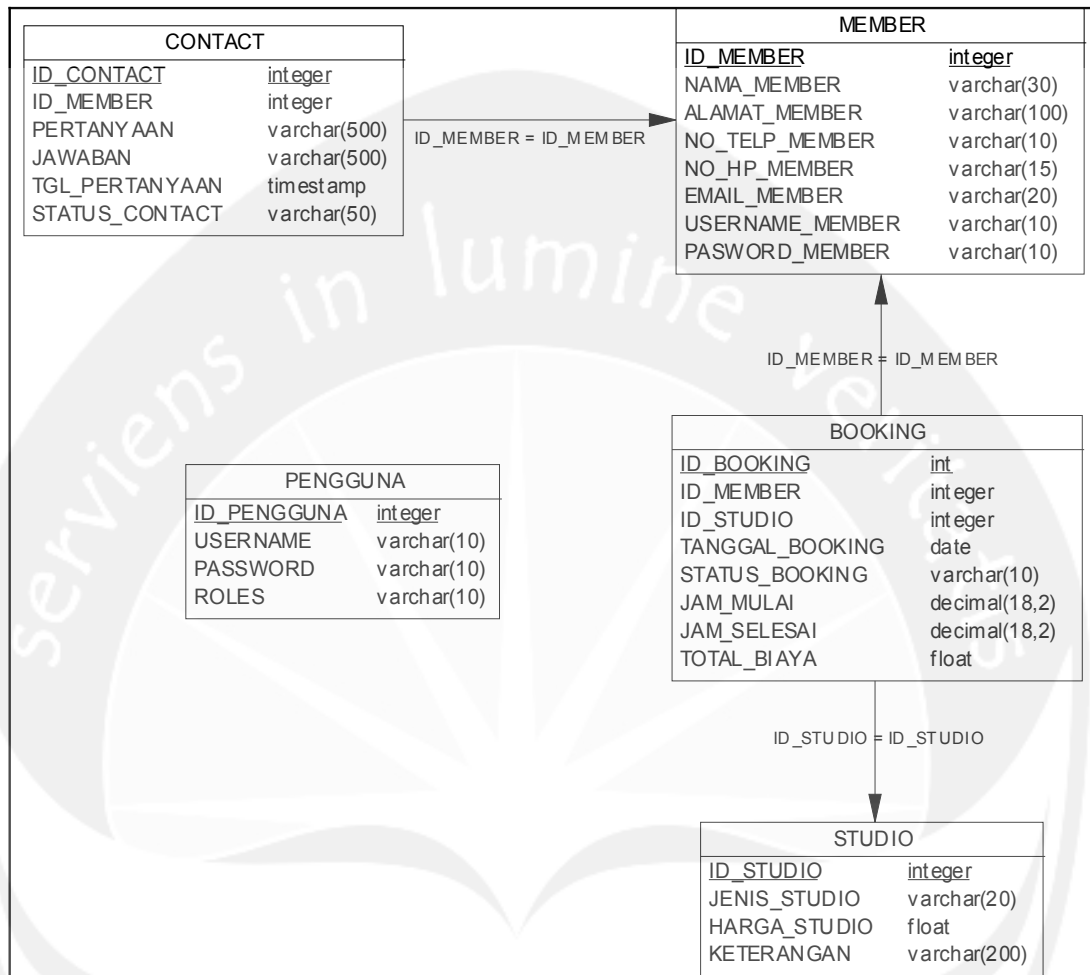 CONTACT
ID_CONTACT integer
ID_MEMBER integer
PERTANYAAN varchar(500)
JAWABAN varchar(500)
TGL_PERTANYAAN timestamp
STATUS_CONTACT varchar(50)
ID_MEMBER = ID_MEMBER
MEMBER
ID_MEMBER integer
NAMA_MEMBER varchar(30)
ALAMAT_MEMBER varchar(100)
NO_TELP_MEMBER varchar(10)
NO_HP_MEMBER varchar(15)
EMAIL_MEMBER varchar(20)
USERNAME_MEMBER varchar(10)
PASWORD_MEMBER varchar(10)
ID_MEMBER = ID_MEMBER
PENGGUNA
ID_PENGGUNA integer
USERNAME varchar(10)
PASSWORD varchar(10)
ROLES varchar(10)
BOOKING
ID_BOOKING int
ID_MEMBER integer
ID_STUDIO integer
TANGGAL_BOOKING date
STATUS_BOOKING varchar(10)
JAM_MULAI decimal(18,2)
JAM_SELESAI decimal(18,2)
TOTAL_BIAYA float
ID_STUDIO = ID_STUDIO
STUDIO
ID_STUDIO integer
JENIS_STUDIO varchar(20)
HARGA_STUDIO float
KETERANGAN varchar(200)
serviens in lumine veritatis